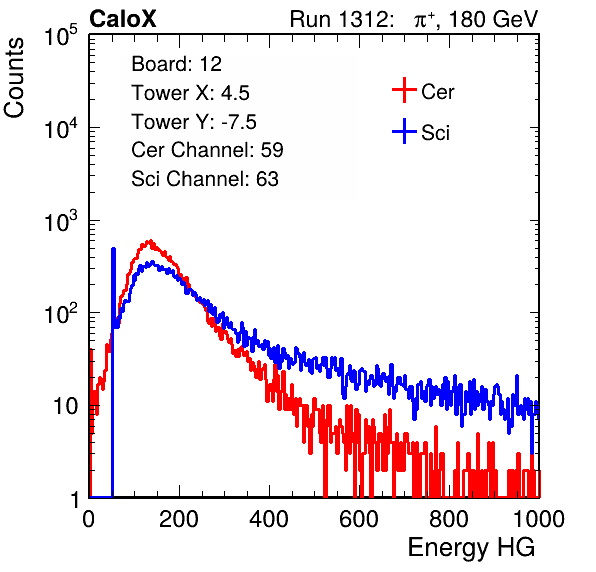 CaloX Run 1312: π⁺, 180 GeV
Counts
Board: 12
Tower X: 4.5
Tower Y: -7.5
Cer Channel: 59
Sci Channel: 63
Cer
Sci
10⁵
10⁴
10³
10²
10
1
0 200 400 600 800 1000
Energy HG